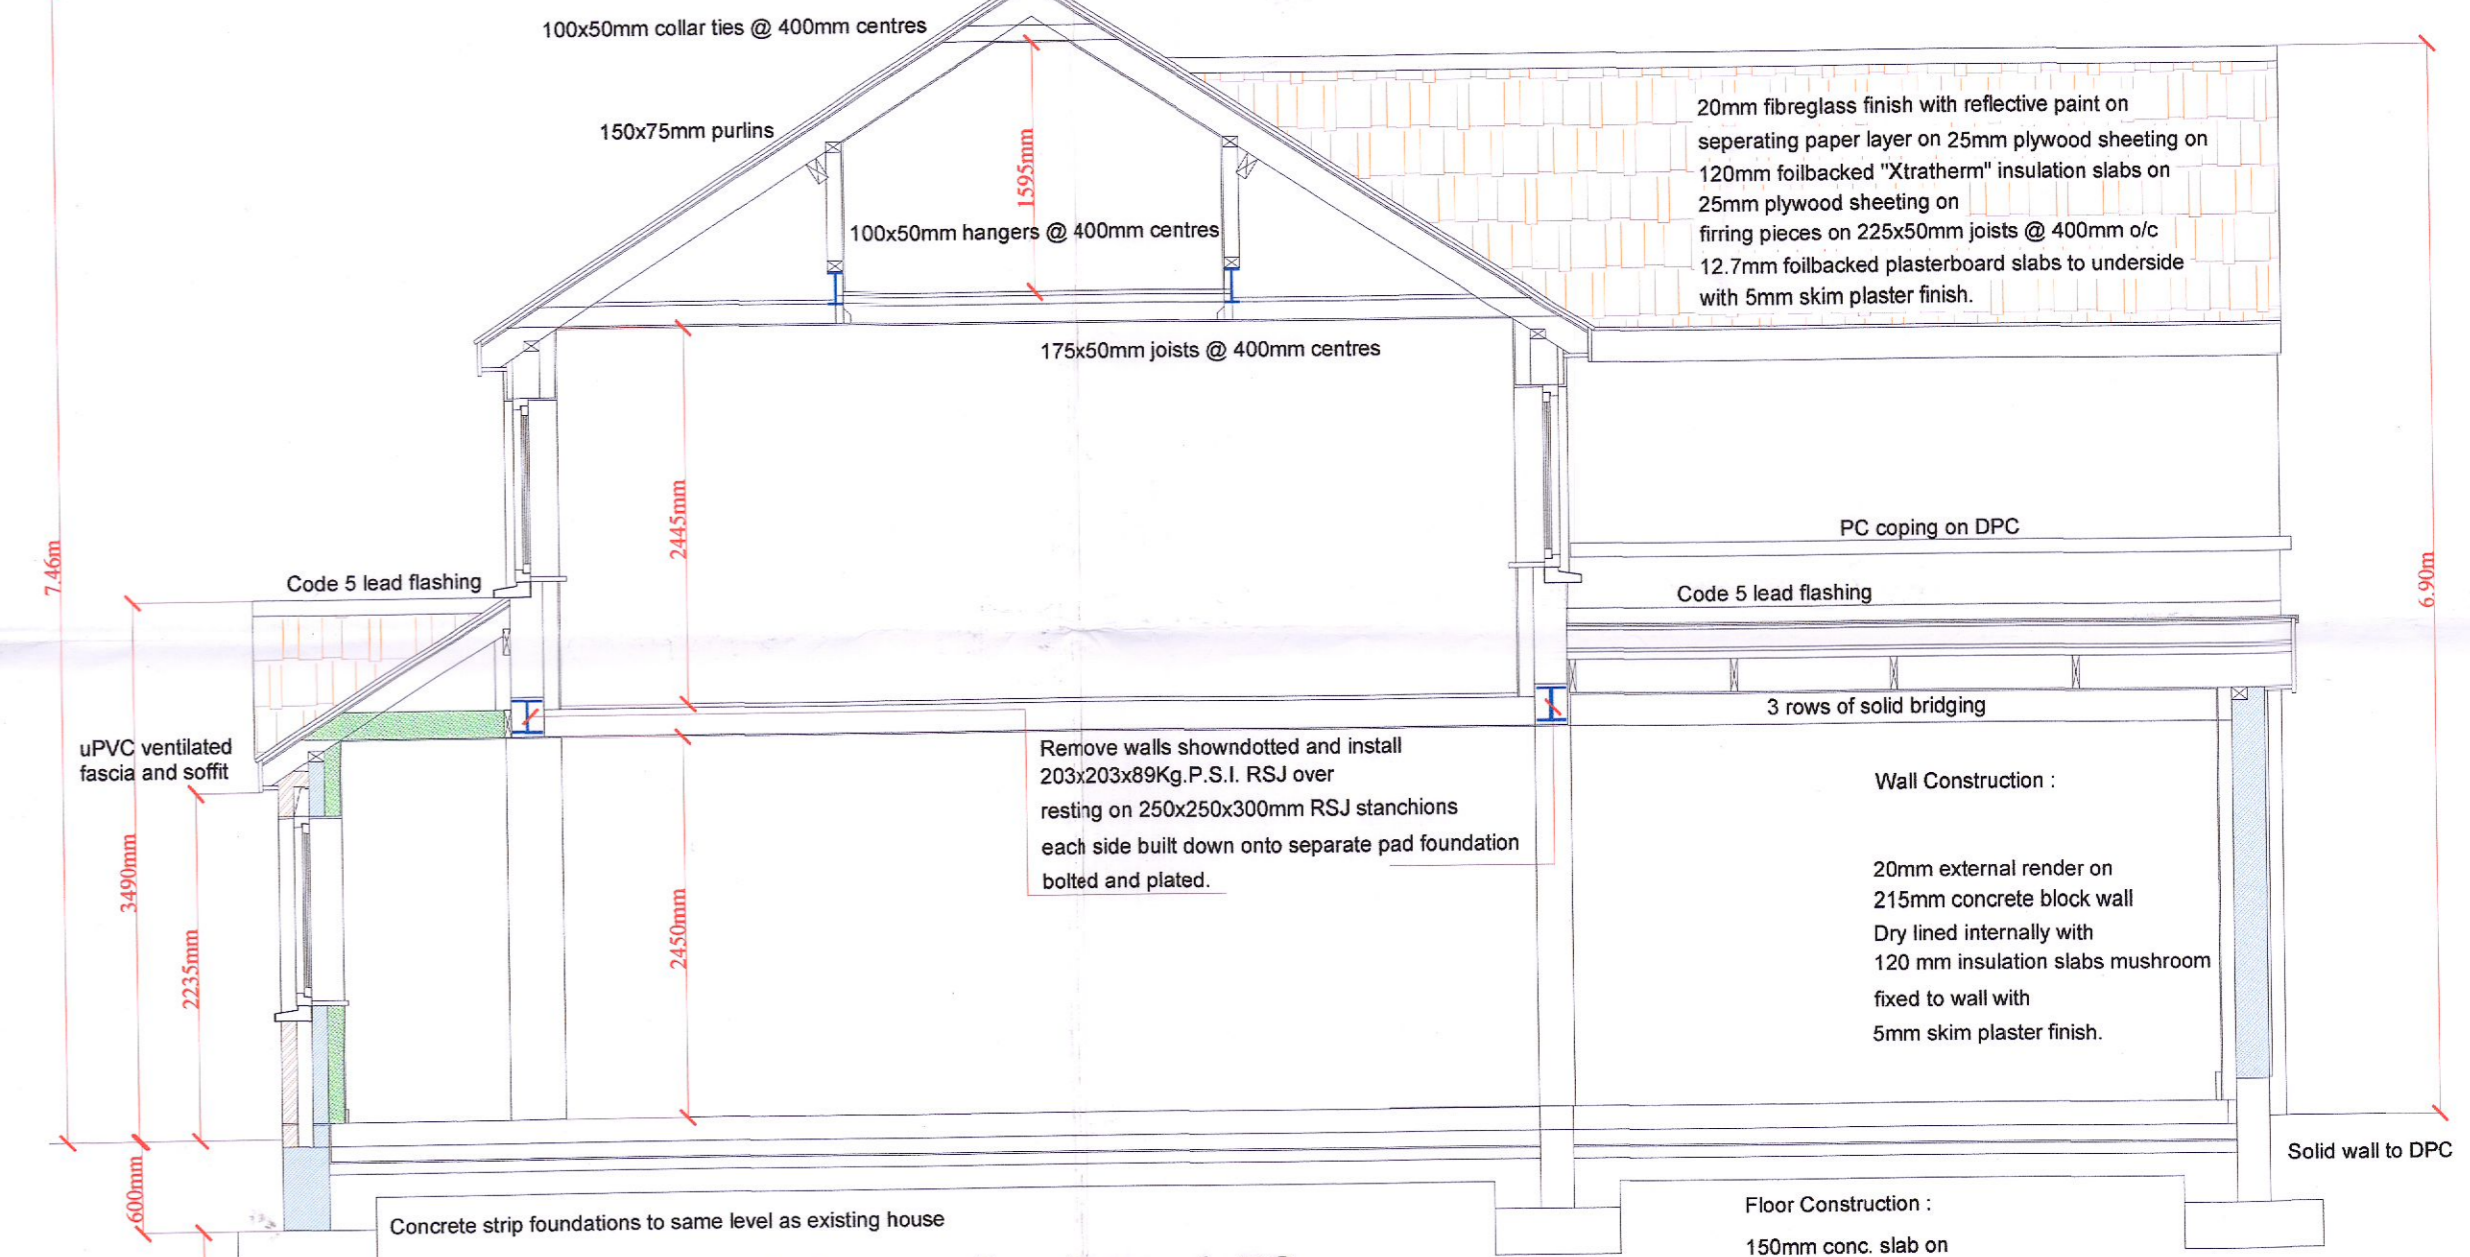 100x50mm collar ties @ 400mm centres
150x75mm purlins
1595mm
100x50mm hangers @ 400mm centres
20mm fibreglass finish with reflective paint on
seperating paper layer on 25mm plywood sheeting on
120mm foilbacked "Xtratherm" insulation slabs on
25mm plywood sheeting on
firring pieces on 225x50mm joists @ 400mm o/c
12.7mm foilbacked plasterboard slabs to underside
with 5mm skim plaster finish.
175x50mm joists @ 400mm centres
2445mm
7.46m
6.90m
PC coping on DPC
Code 5 lead flashing
Code 5 lead flashing
3 rows of solid bridging
uPVC ventilated
fascia and soffit
Remove walls showndotted and install
203x203x89Kg.P.S.I. RSJ over
resting on 250x250x300mm RSJ stanchions
each side built down onto separate pad foundation
bolted and plated.
Wall Construction :
20mm external render on
215mm concrete block wall
Dry lined internally with
120 mm insulation slabs mushroom
fixed to wall with
5mm skim plaster finish.
3490mm
2235mm
2450mm
600mm
Solid wall to DPC
Concrete strip foundations to same level as existing house
Floor Construction :
150mm conc. slab on